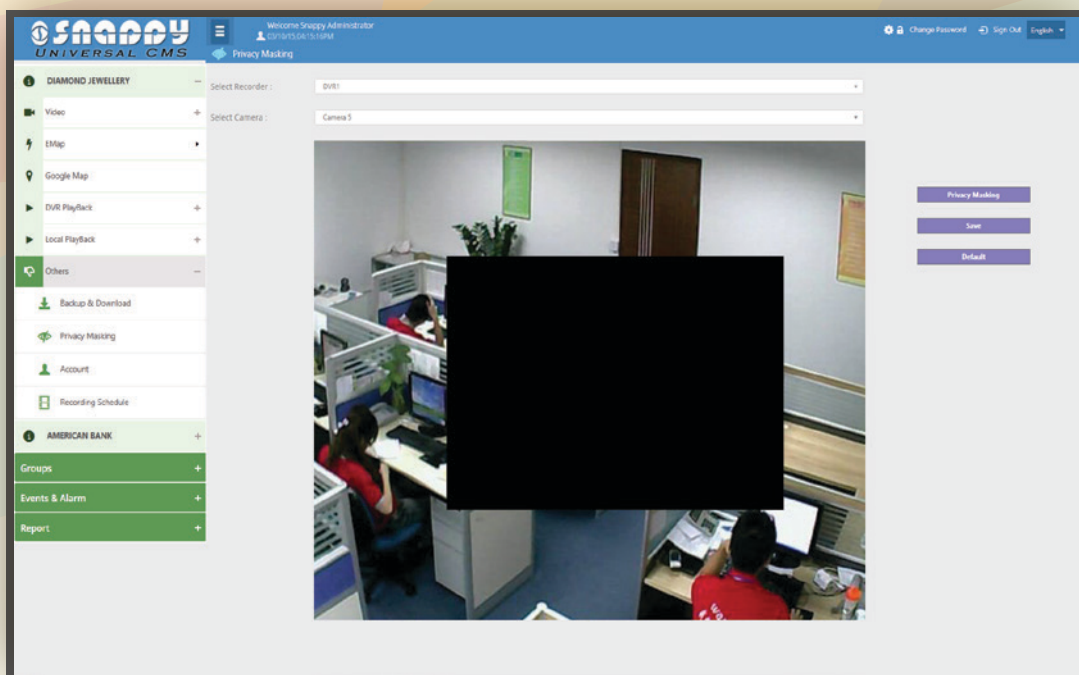 SNAPPY
UNIVERSAL CMS
Welcome Snappy Administrator
03/10/15,04:15:16PM
Change Password
Sign Out
English
Privacy Masking
DIAMOND JEWELLERY
Video
EMap
Google Map
DVR PlayBack
Local PlayBack
Others
Backup & Download
Privacy Masking
Account
Recording Schedule
AMERICAN BANK
Groups
Events & Alarm
Report
Select Recorder :
DVR1
Select Camera :
Camera 5
Privacy Masking
Save
Default